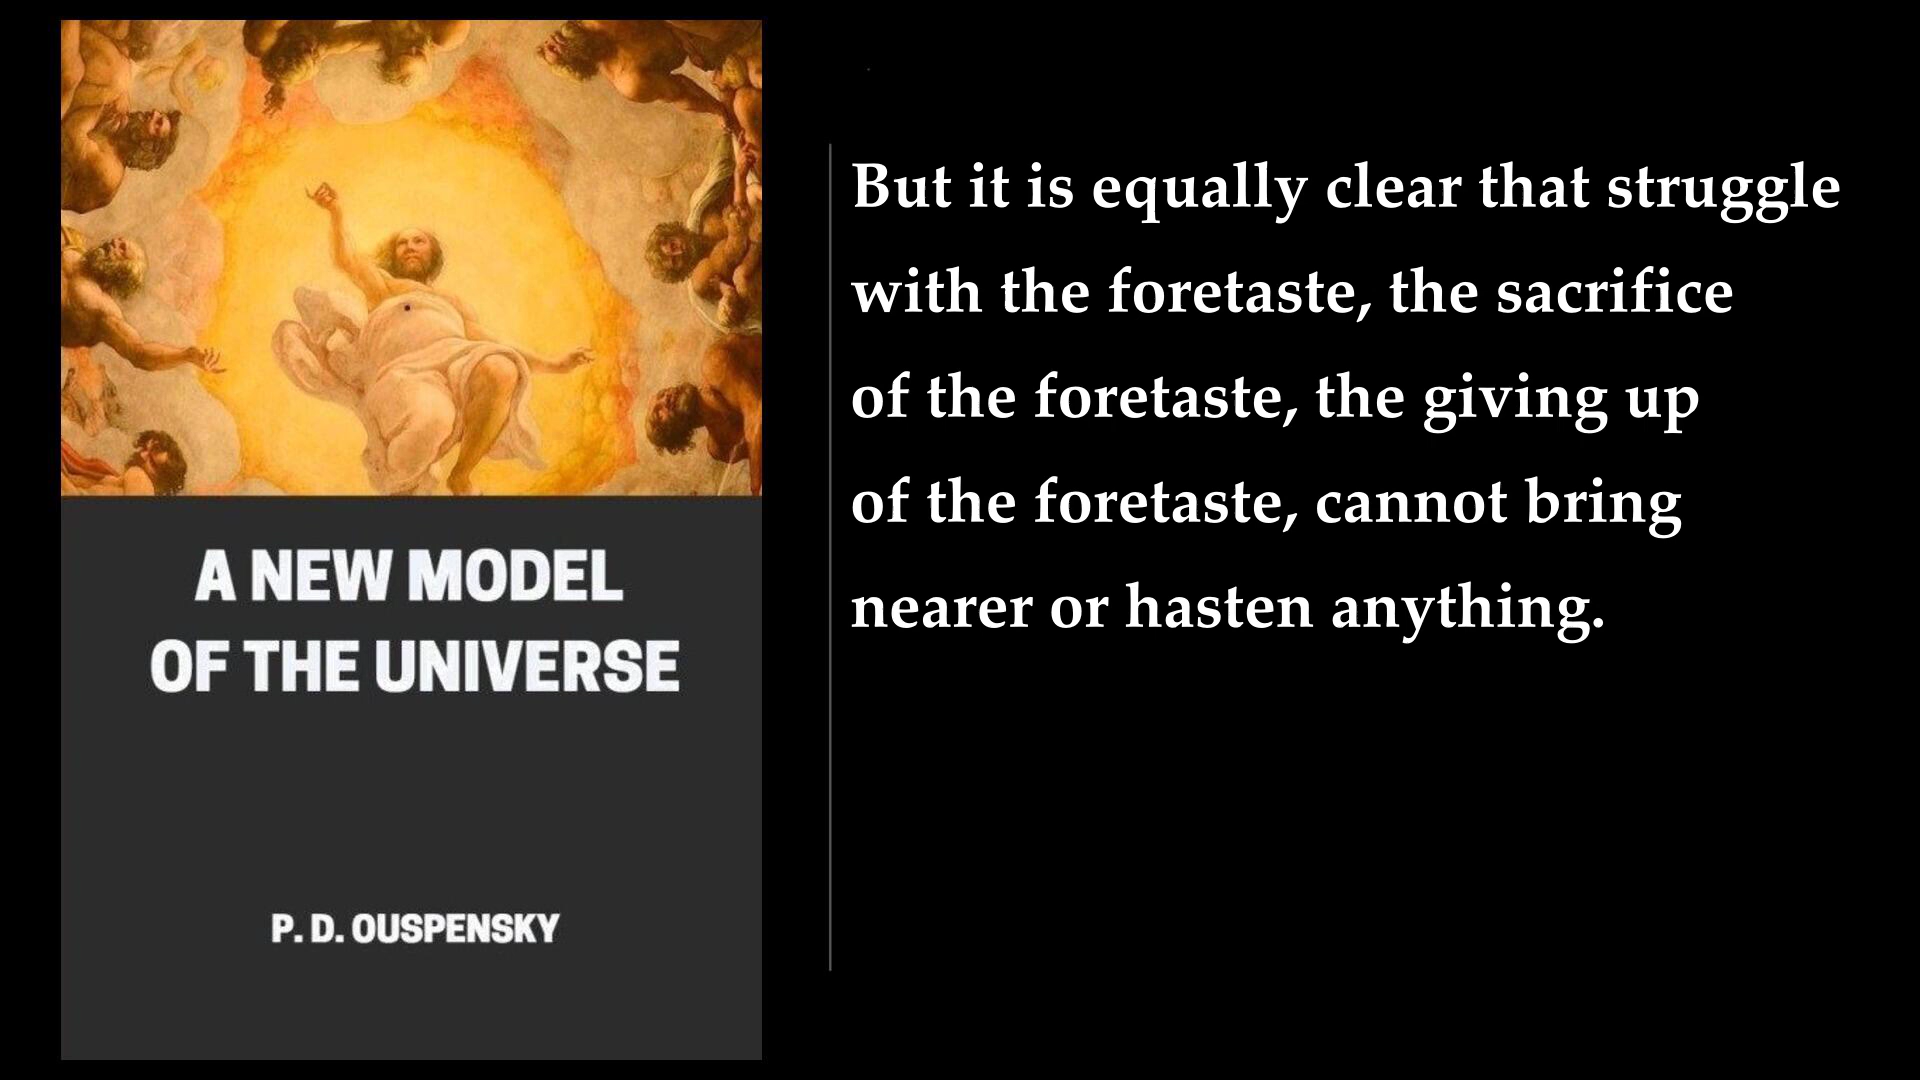 A NEW MODEL
OF THE UNIVERSE
P. D. OUSPENSKY
But it is equally clear that struggle
with the foretaste, the sacrifice
of the foretaste, the giving up
of the foretaste, cannot bring
nearer or hasten anything.